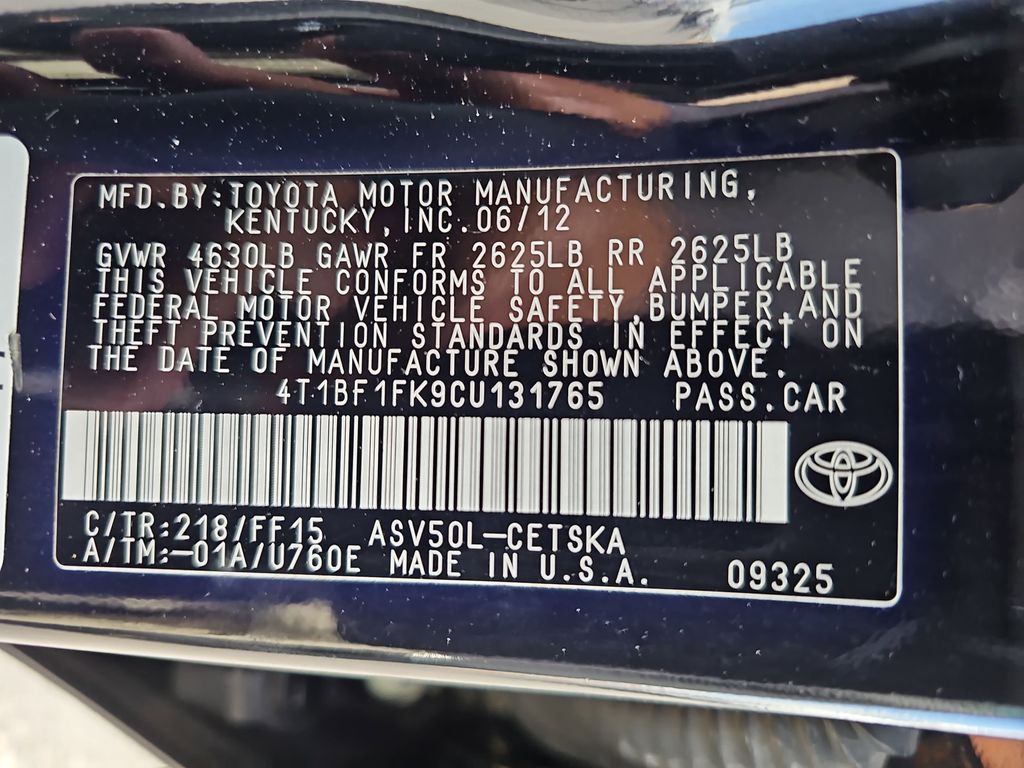 MFD.BY:TOYOTA MOTOR MANUFACTURING,
KENTUCKY, INC. 06/12
GVWR 4630LB GAWR FR 2625LB RR 2625LB
THIS VEHICLE CONFORMS TO ALL APPLICABLE
FEDERAL MOTOR VEHICLE SAFETY, BUMPER, AND
THEFT PREVENTION STANDARDS IN EFFECT ON
THE DATE OF MANUFACTURE SHOWN ABOVE.
4T1BF1FK9CU131765 PASS.CAR
C/TR:218/FF15 ASV50L-CETSKA
A/TM:-01A/U760E MADE IN U.S.A. 09325